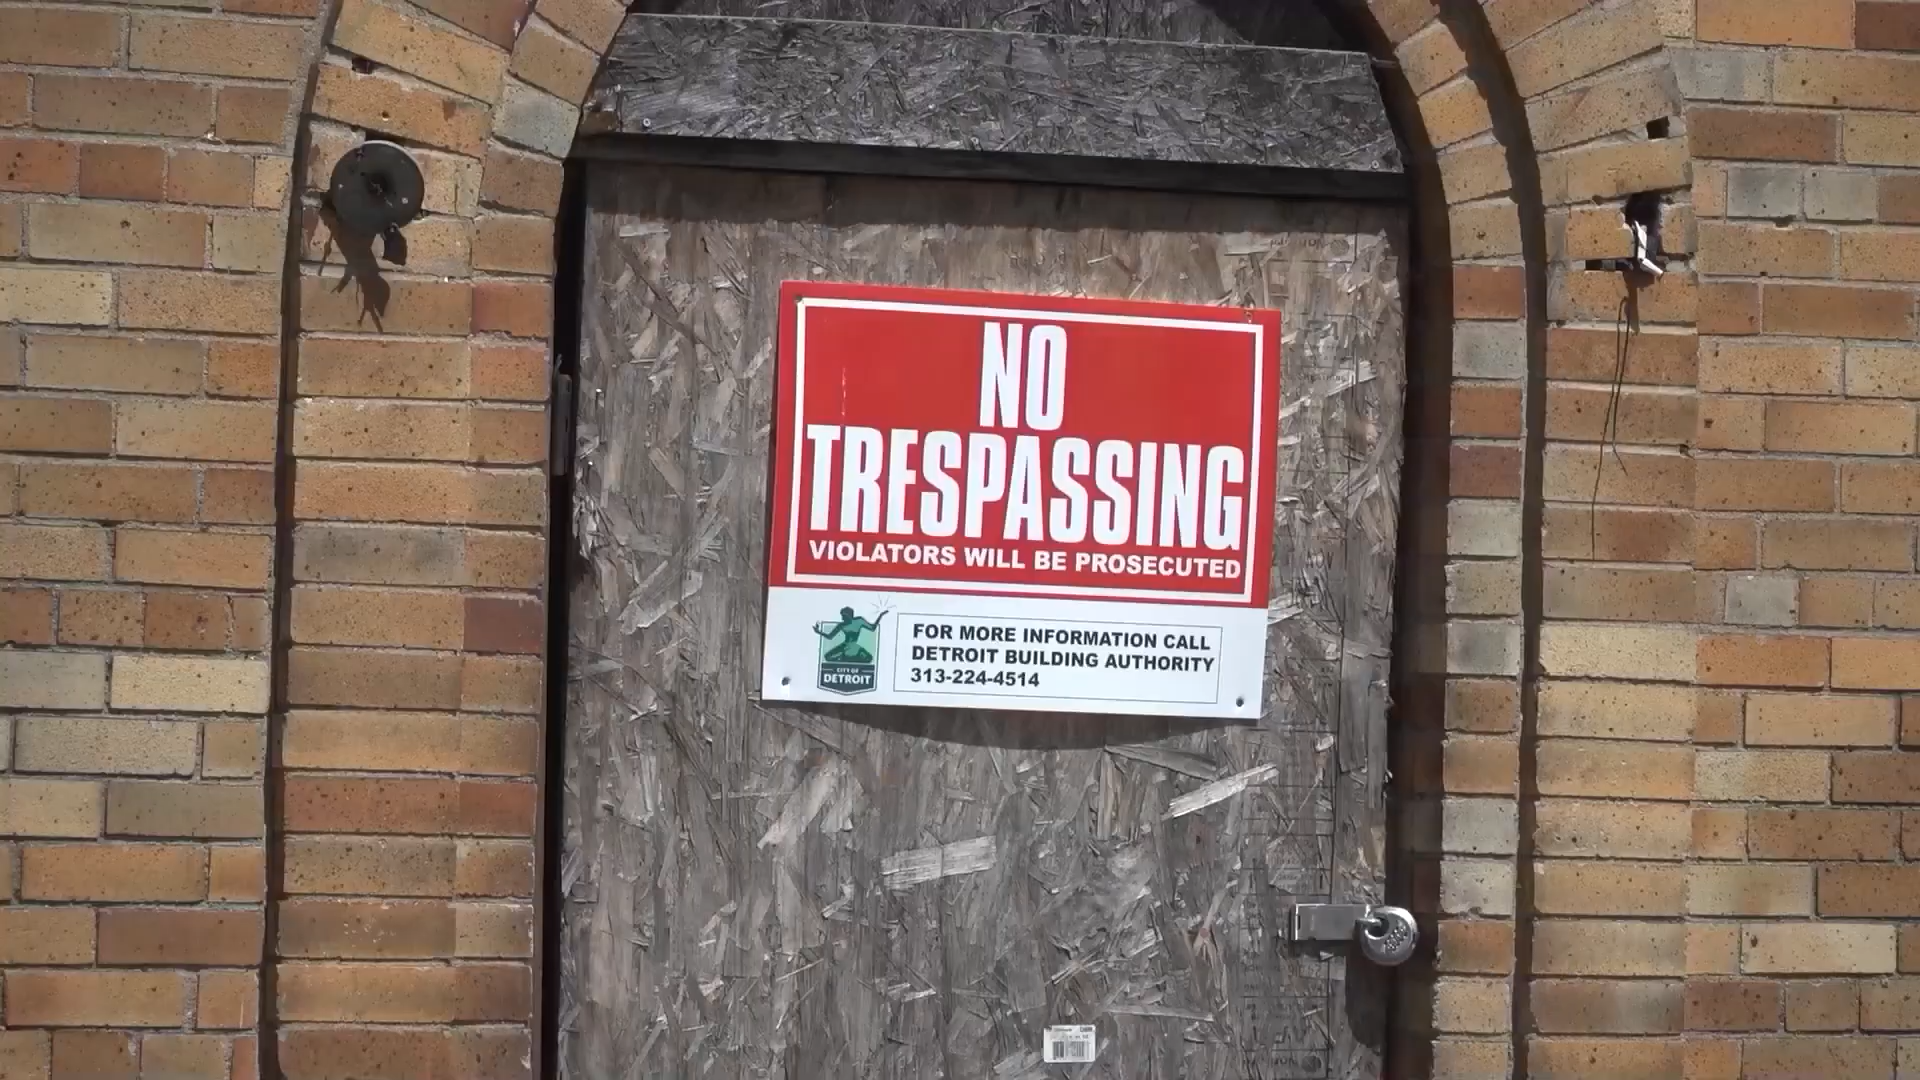 NO
TRESPASSING
VIOLATORS WILL BE PROSECUTED
CITY OF
DETROIT
FOR MORE INFORMATION CALL
DETROIT BUILDING AUTHORITY
313-224-4514